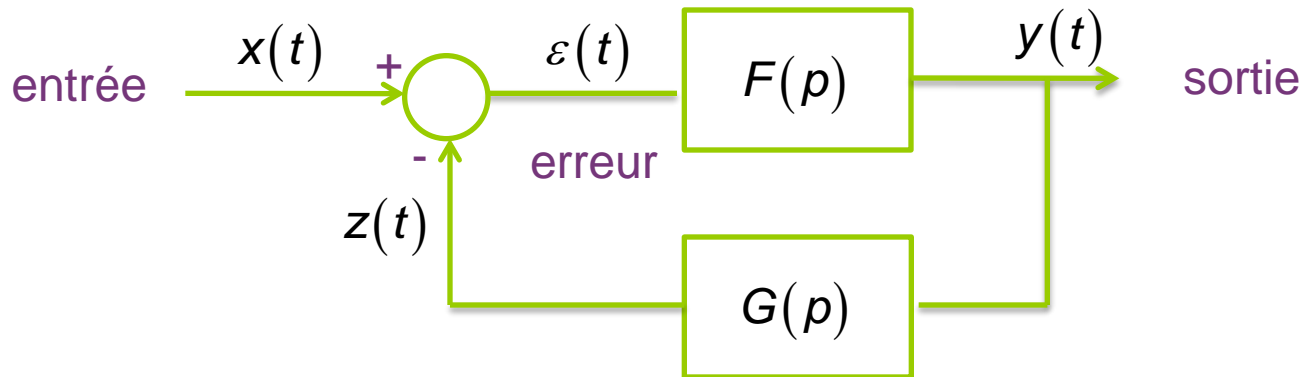 x(t)
ε(t)
y(t)
entrée
+
F(p)
sortie
-
erreur
z(t)
G(p)